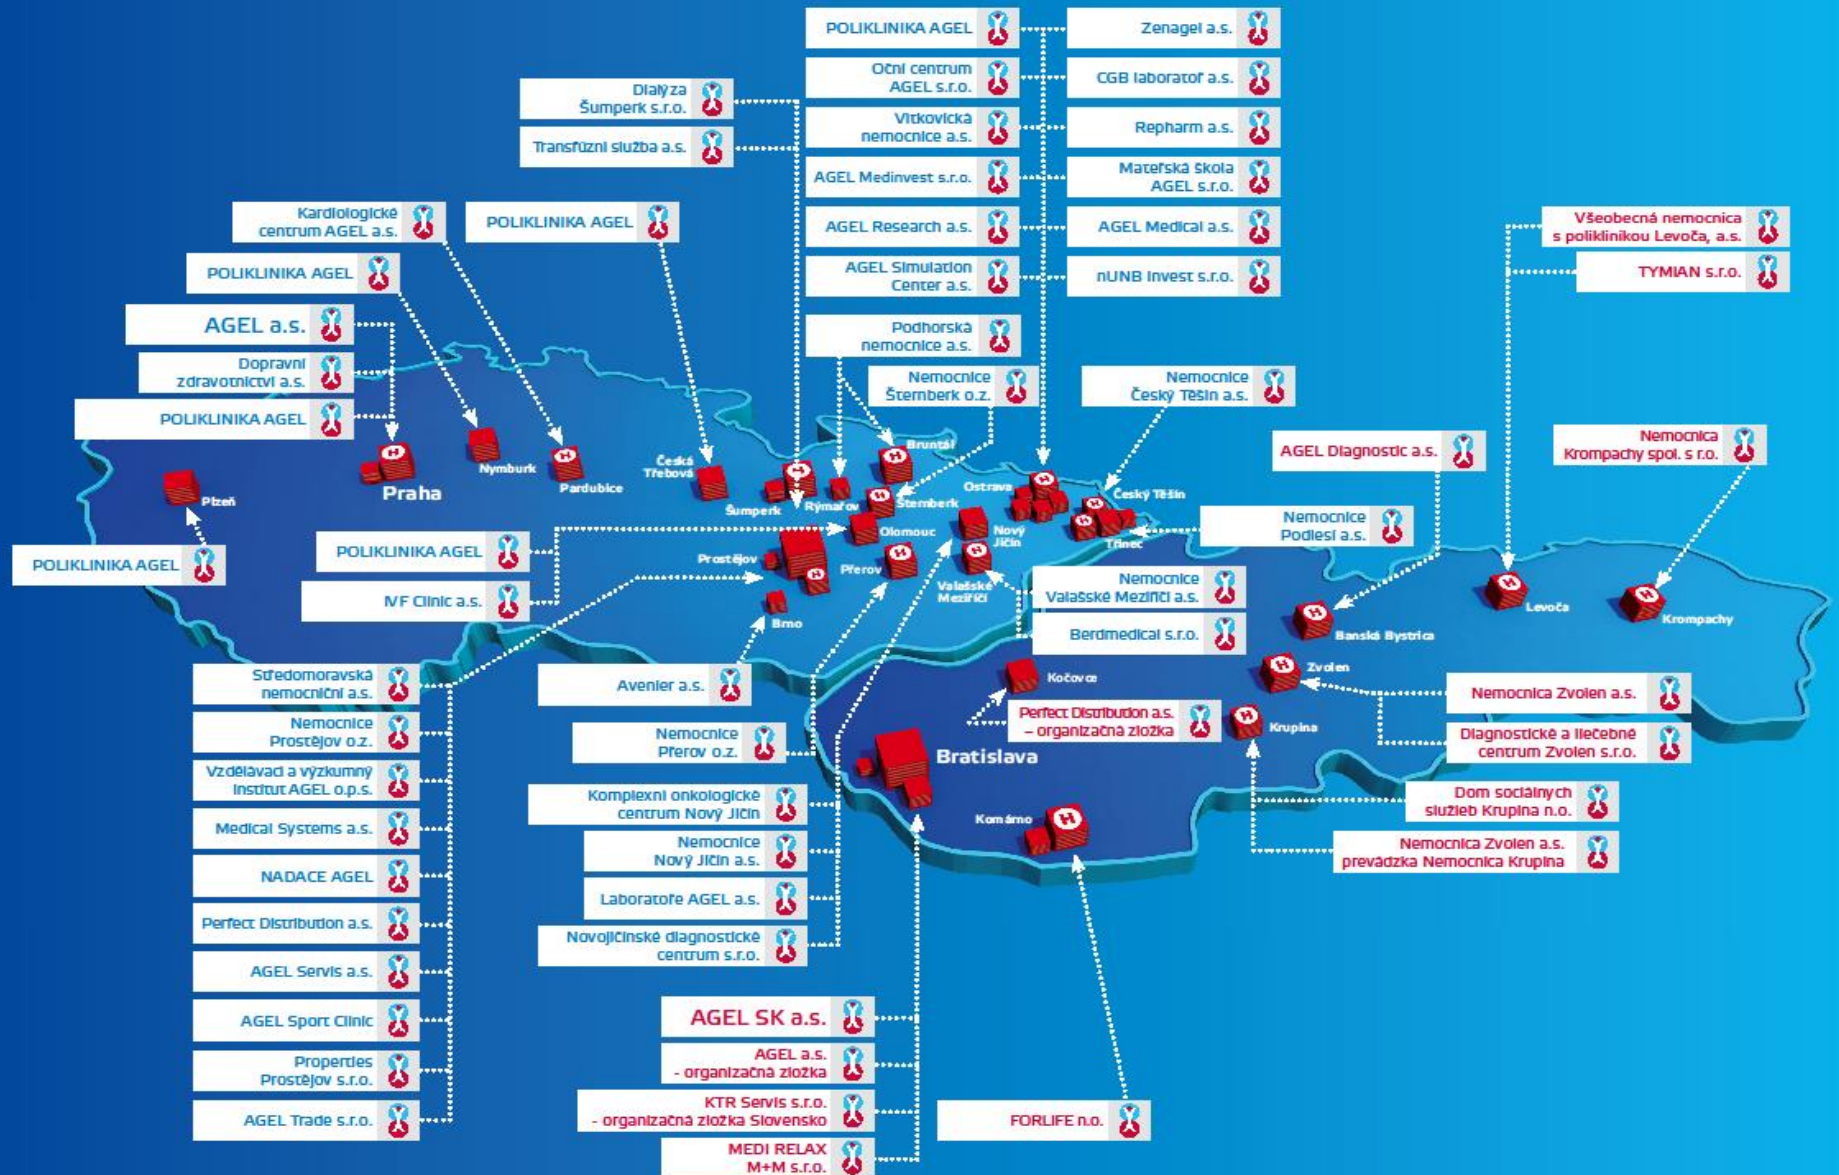 POLIKLINIKA AGEL
Zenagel a.s.
Oční centrum
AGEL s.r.o.
CGB laboratoř a.s.
Dialýza
Šumperk s.r.o.
Vítkovická
nemocnice a.s.
Repharm a.s.
Transfúzní služba a.s.
AGEL Medinvest s.r.o.
Mateřská škola
AGEL s.r.o.
Kardiologické
centrum AGEL a.s.
POLIKLINIKA AGEL
AGEL Research a.s.
AGEL Medical a.s.
Všeobecná nemocnica
s poliklinikou Levoča, a.s.
POLIKLINIKA AGEL
AGEL Simulation
Center a.s.
nUNB Invest s.r.o.
TYMIAN s.r.o.
AGEL a.s.
Podhorská
nemocnice a.s.
Dopravní
zdravotnictví a.s.
Nemocnice
Šternberk o.z.
Nemocnice
Český Těšín a.s.
POLIKLINIKA AGEL
AGEL Diagnostic a.s.
Nemocnica
Krompachy spol. s r.o.
Plzeň
Praha
Nymburk
Pardubice
Česká
Třebová
Šumperk
Rýmařov
Bruntál
Šternberk
Ostrava
Český Těšín
Olomouc
Nový
Jičín
Třinec
Nemocnice
Podlesí a.s.
POLIKLINIKA AGEL
POLIKLINIKA AGEL
Prostějov
Přerov
Valašské
Meziříčí
IVF Clinic a.s.
Brno
Nemocnice
Valašské Meziříčí a.s.
Berdmedical s.r.o.
Levoča
Krompachy
Banská Bystrica
Zvolen
Středomoravská
nemocniční a.s.
Avenier a.s.
Kočovce
Nemocnica Zvolen a.s.
Perfect Distribution a.s.
– organizačná zložka
Krupina
Nemocnice
Prostějov o.z.
Nemocnice
Přerov o.z.
Bratislava
Diagnostické a liečebné
centrum Zvolen s.r.o.
Vzdělávací a výzkumný
institut AGEL o.p.s.
Komplexní onkologické
centrum Nový Jičín
Dom sociálnych
služieb Krupina n.o.
Medical Systems a.s.
Komárno
Nemocnice
Nový Jičín a.s.
Nemocnica Zvolen a.s.
prevádzka Nemocnica Krupina
NADACE AGEL
Laboratoře AGEL a.s.
Perfect Distribution a.s.
Novojičínské diagnostické
centrum s.r.o.
AGEL Servis a.s.
AGEL Sport Clinic
AGEL SK a.s.
Properties
Prostějov s.r.o.
AGEL a.s.
- organizačná zložka
AGEL Trade s.r.o.
KTR Servis s.r.o.
- organizačná zložka Slovensko
FORLIFE n.o.
MEDI RELAX
M+M s.r.o.